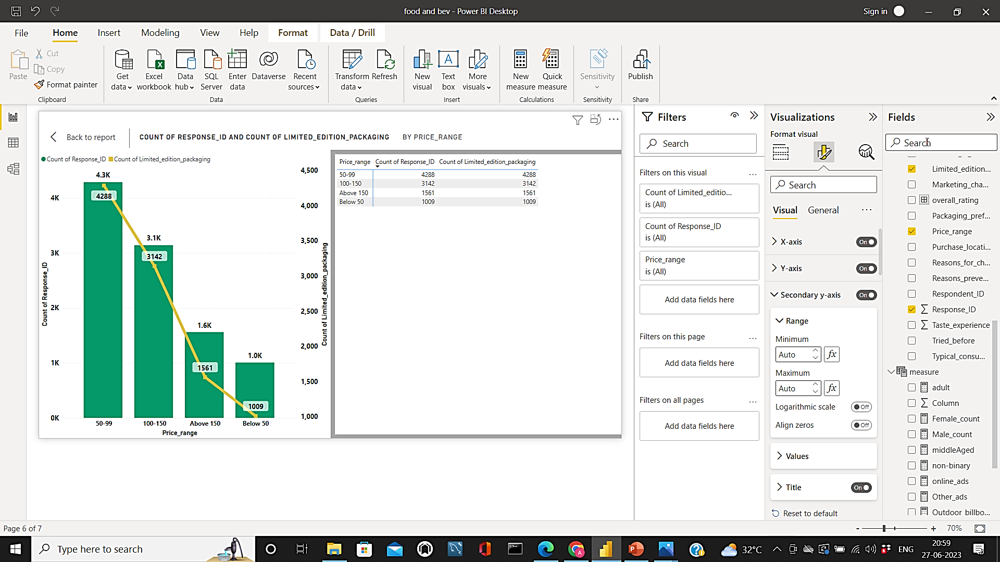 food and bev - Power BI Desktop
Sign in
File Home Insert Modeling View Help Format Data / Drill
Paste
Cut
Copy
Format painter
Clipboard
Get data
Excel workbook
Data hub
SQL Server
Enter data
Dataverse
Recent sources
Data
Transform data
Refresh
Queries
New visual
Text box
More visuals
Insert
New measure
Quick measure
Calculations
Sensitivity
Sensitivity
Publish
Share
Back to report
COUNT OF RESPONSE_ID AND COUNT OF LIMITED_EDITION_PACKAGING BY PRICE_RANGE
Count of Response_ID Count of Limited_edition_packaging
4K
3K
2K
1K
0K
Count of Response_ID
4.3K
4288
3.1K
3142
1.6K
1561
1.0K
1009
50-99 100-150 Above 150 Below 50
Price_range
4,500
4,000
3,500
3,000
2,500
2,000
1,500
1,000
Count of Limited_edition_packaging
Price_range Count of Response_ID Count of Limited_edition_packaging
50-99 4288 4288
100-150 3142 3142
Above 150 1561 1561
Below 50 1009 1009
Filters
Search
Filters on this visual ...
Count of Limited_editio...
is (All)
Count of Response_ID
is (All)
Price_range
is (All)
Add data fields here
Filters on this page ...
Add data fields here
Filters on all pages ...
Add data fields here
Visualizations
Format visual
Search
Visual General ...
X-axis On
Y-axis On
Secondary y-axis On
Range
Minimum
Auto fx
Maximum
Auto fx
Logarithmic scale Off
Align zeros Off
Values
Title On
Reset to default
Fields
Search
Limited_edition...
Marketing_cha...
overall_rating
Packaging_pref...
Price_range
Purchase_locati...
Reasons_for_ch...
Reasons_preve...
Respondent_ID
Response_ID
Taste_experience
Tried_before
Typical_consu...
measure
adult
Column
Female_count
Male_count
middleAged
non-binary
online_ads
Other_ads
Outdoor_billbo...
Page 6 of 7
- + 70%
Type here to search
32°C
ENG
20:59
27-06-2023